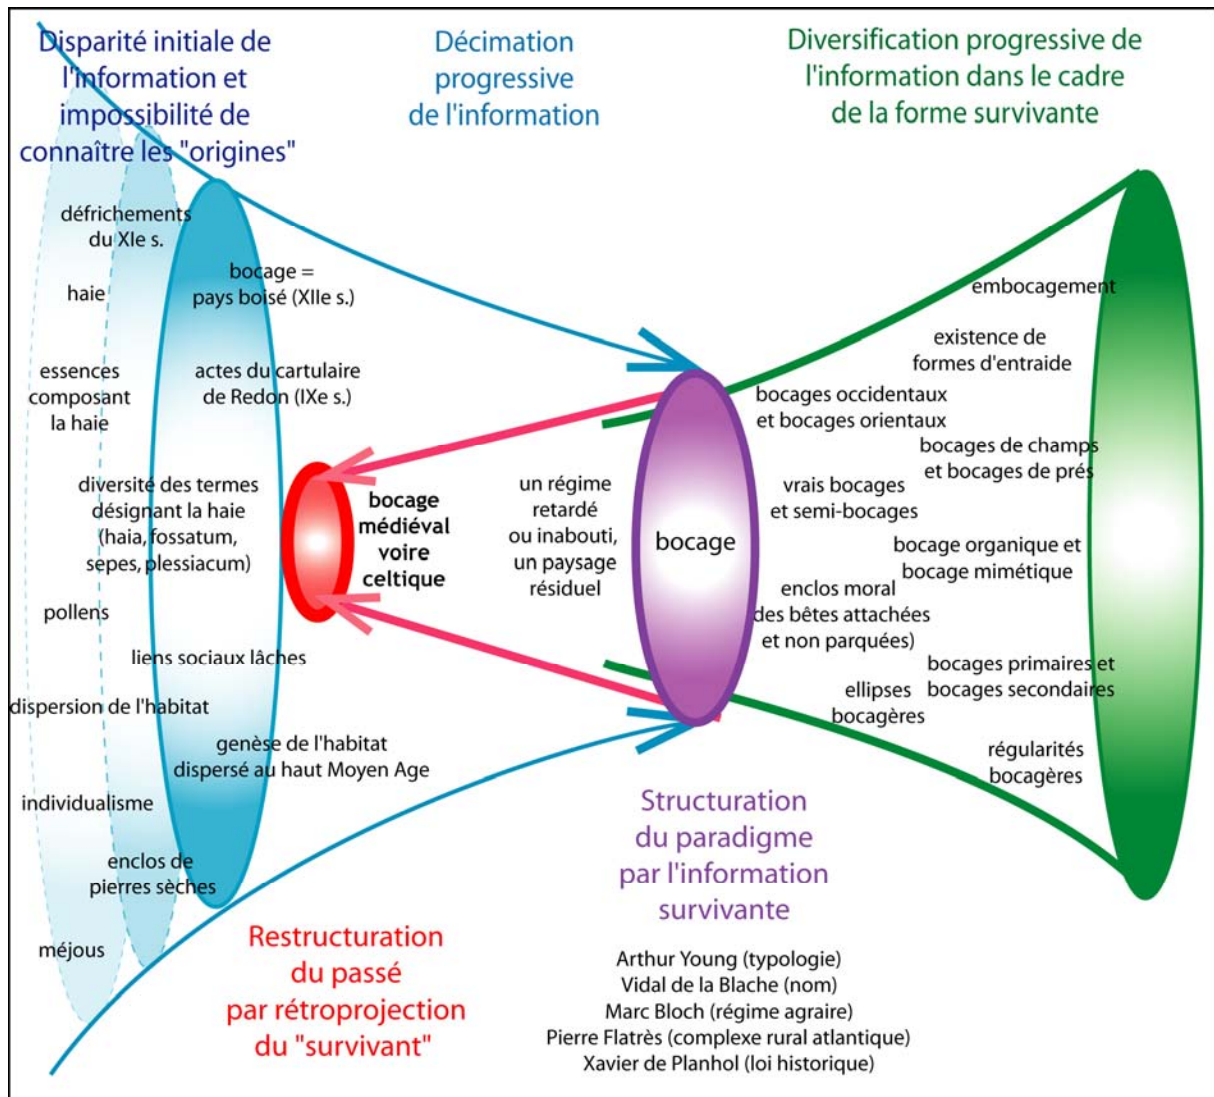 Disparité initiale de
l'information et
impossibilité de
connaître les "origines"
Décimation
progressive
de l'information
Diversification progressive de
l'information dans le cadre
de la forme survivante
défrichements
du XIe s.
haie
essences
composant
la haie
diversité des termes
désignant la haie
(haia, fossatum,
sepes, plessiacum)
pollens
liens sociaux lâches
dispersion de l'habitat
genèse de l'habitat
dispersé au haut Moyen Age
individualisme
enclos de
pierres sèches
méjous
bocage =
pays boisé (XIIe s.)
actes du cartulaire
de Redon (IXe s.)
bocage
médiéval
voire
celtique
un régime
retardé
ou inabouti,
un paysage
résiduel
bocage
embocagement
existence de
formes d'entraide
bocages occidentaux
et bocages orientaux
bocages de champs
et bocages de prés
vrais bocages
et semi-bocages
bocage organique et
bocage mimétique
enclos moral
des bêtes attachées
et non parquées)
bocages primaires et
bocages secondaires
ellipses
bocagères
régularités
bocagères
Restructuration
du passé
par rétroprojection
du "survivant"
Structuration
du paradigme
par l'information
survivante
Arthur Young (typologie)
Vidal de la Blache (nom)
Marc Bloch (régime agraire)
Pierre Flatrès (complexe rural atlantique)
Xavier de Planhol (loi historique)